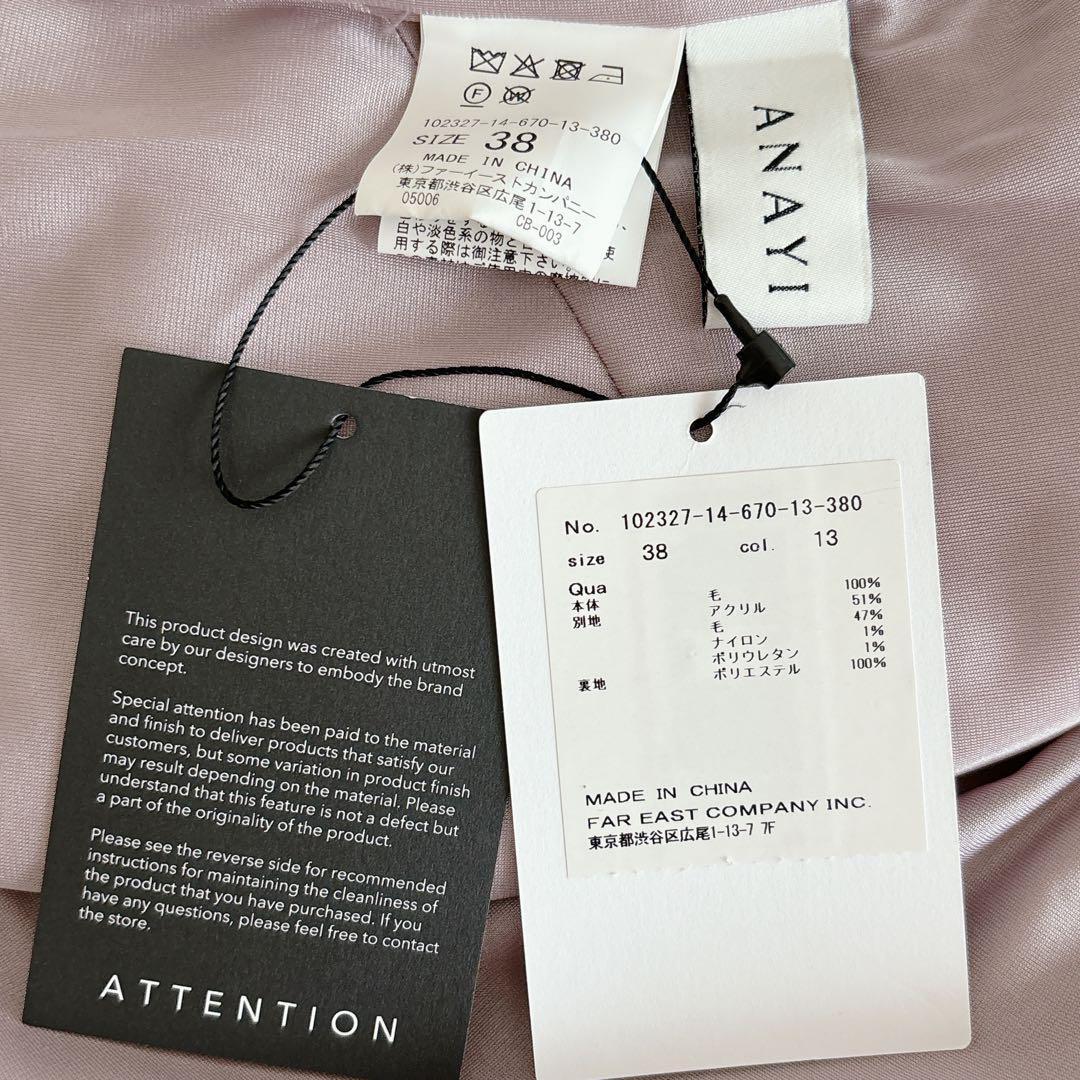 F
W
102327-14-670-13-380
SIZE 38
MADE IN CHINA
(株)ファーイーストカンパニー
東京都渋谷区広尾1-13-7
05006 CB-003
白や淡色系の物と
用する際は御注意下さい。
ANAYI
This product design was created with utmost
care by our designers to embody the brand
concept.
Special attention has been paid to the material
and finish to deliver products that satisfy our
customers, but some variation in product finish
may result depending on the material. Please
understand that this feature is not a defect but
a part of the originality of the product.
Please see the reverse side for recommended
instructions for maintaining the cleanliness of
the product that you have purchased. If you
have any questions, please feel free to contact
the store.
ATTENTION
No. 102327-14-670-13-380
size 38 col. 13
Qua
本体 毛 100%
別地 アクリル 51%
毛 47%
ナイロン 1%
ポリウレタン 1%
裏地 ポリエステル 100%
MADE IN CHINA
FAR EAST COMPANY INC.
東京都渋谷区広尾1-13-7 7F